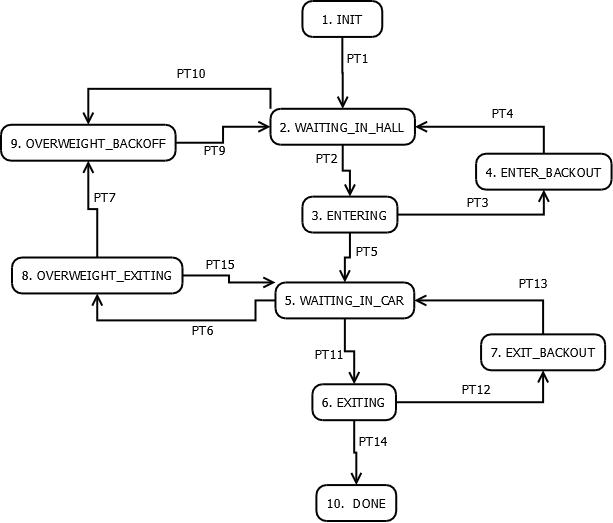 1. INIT
PT1
PT10
2. WAITING_IN_HALL
PT4
9. OVERWEIGHT_BACKOFF
PT9
PT2
4. ENTER_BACKOUT
PT7
PT3
3. ENTERING
PT5
PT15
8. OVERWEIGHT_EXITING
PT13
5. WAITING_IN_CAR
PT6
PT11
7. EXIT_BACKOUT
PT12
6. EXITING
PT14
10. DONE